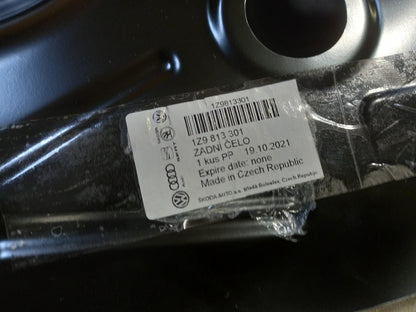 1Z9813301
1Z9 813 301
ZADNÍ ČELO
1 kus PP 19.10.2021
Expire date: none
Made in Czech Republic
ŠKODA AUTO a.s. Mladá Boleslav, Czech Republic